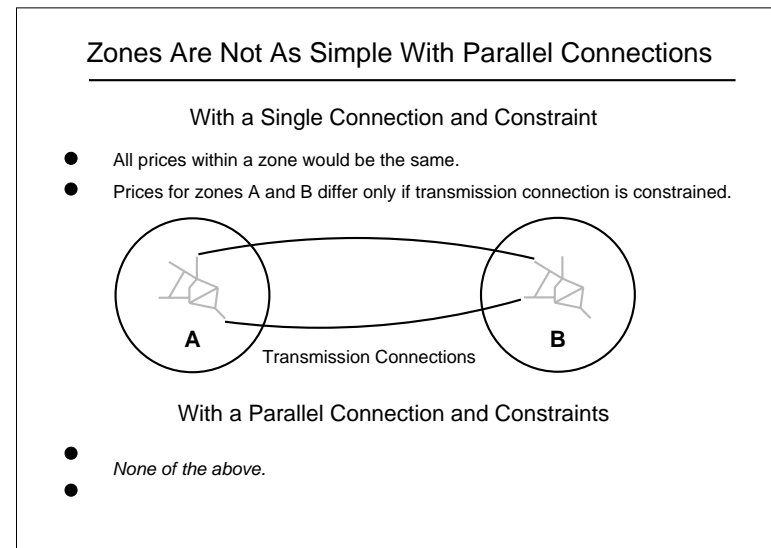 Zones Are Not As Simple With Parallel Connections
With a Single Connection and Constraint
● All prices within a zone would be the same.
● Prices for zones A and B differ only if transmission connection is constrained.
A
B
Transmission Connections
With a Parallel Connection and Constraints
●
None of the above.
●